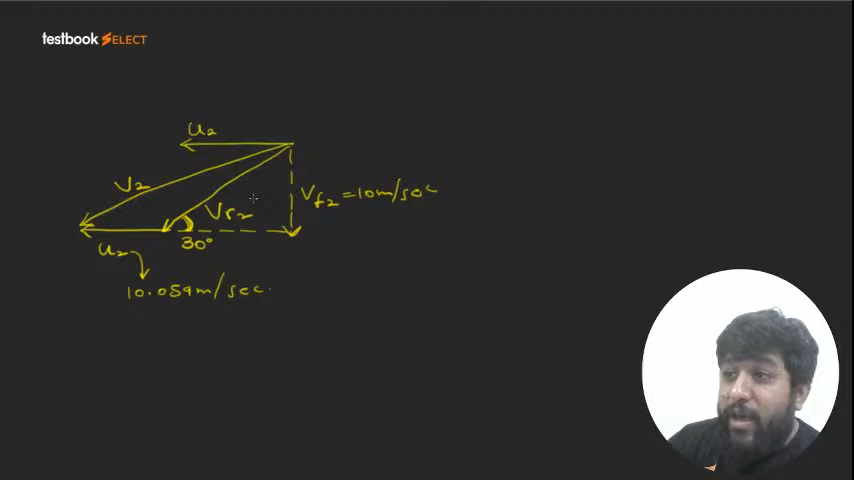 testbook SELECT
u2
V2
Vf2 = 10m/sec
Vr2
30°
u2
10.059m/sec.